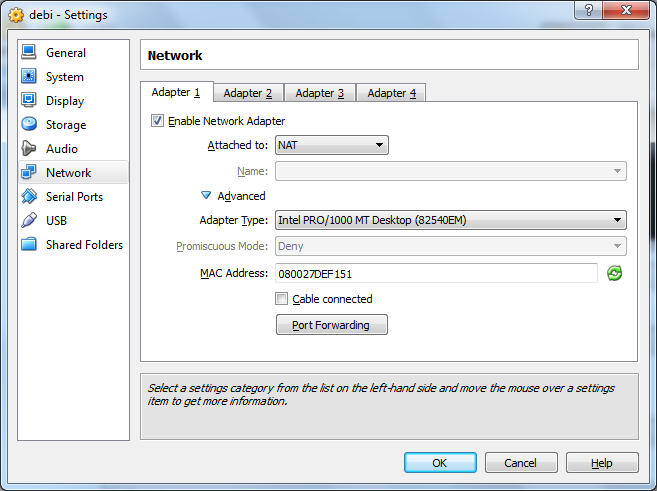 debi - Settings
General
System
Display
Storage
Audio
Network
Serial Ports
USB
Shared Folders
Network
Adapter 1 Adapter 2 Adapter 3 Adapter 4
Enable Network Adapter
Attached to: NAT
Name:
Advanced
Adapter Type: Intel PRO/1000 MT Desktop (82540EM)
Promiscuous Mode: Deny
MAC Address: 080027DEF151
Cable connected
Port Forwarding
Select a settings category from the list on the left-hand side and move the mouse over a settings
item to get more information.
OK Cancel Help